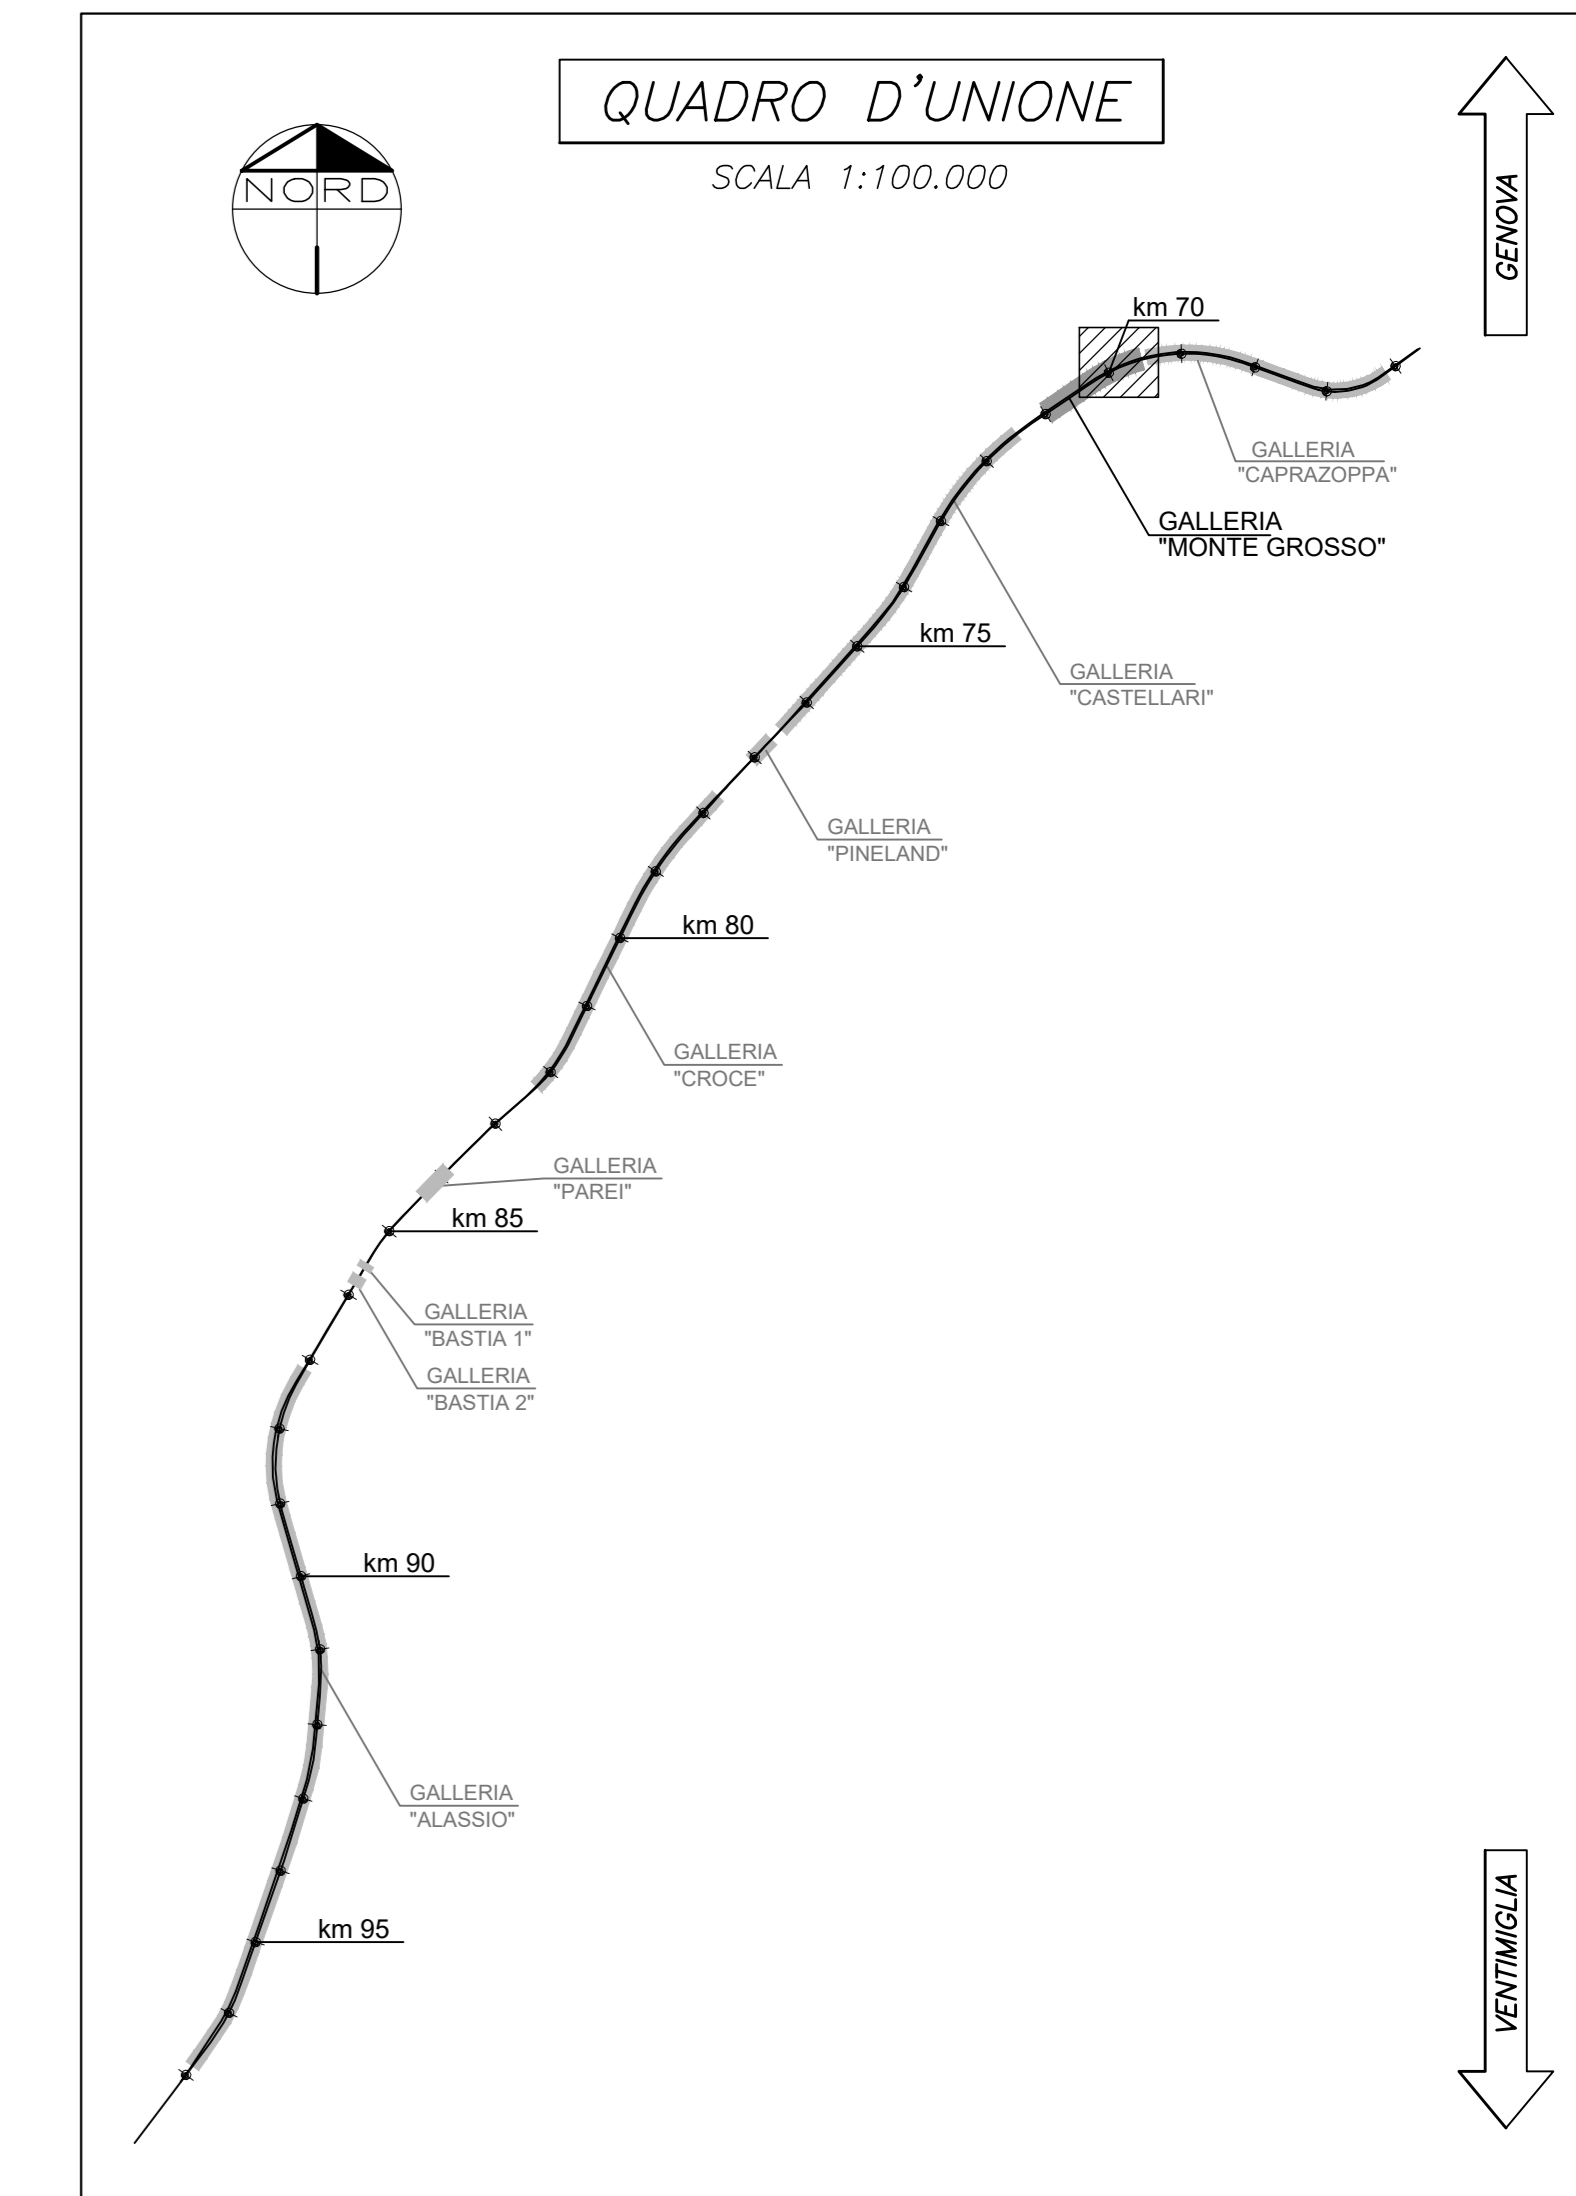 QUADRO D'UNIONE
SCALA 1:100.000
NORD
GENOVA
km 70
GALLERIA
"CAPRAZOPPA"
GALLERIA
"MONTE GROSSO"
km 75
GALLERIA
"CASTELLARI"
GALLERIA
"PINELAND"
km 80
GALLERIA
"CROCE"
GALLERIA
"PAREI"
km 85
GALLERIA
"BASTIA 1"
GALLERIA
"BASTIA 2"
km 90
GALLERIA
"ALASSIO"
km 95
VENTIMIGLIA